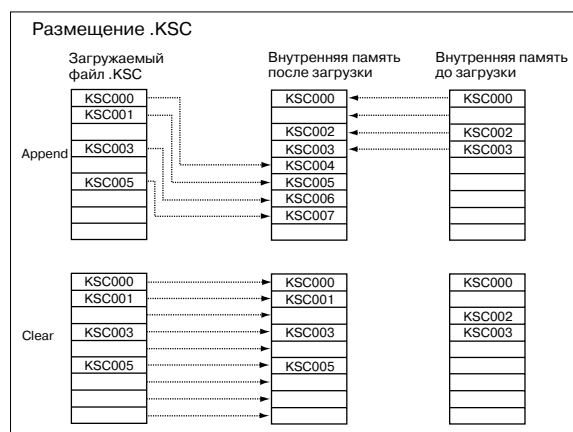 Размещение .KSC
Загружаемый
файл .KSC
Внутренняя память
после загрузки
Внутренняя память
до загрузки
Append
KSC000
KSC001
KSC003
KSC005
KSC000
KSC002
KSC003
KSC004
KSC005
KSC006
KSC007
KSC000
KSC002
KSC003
Clear
KSC000
KSC001
KSC003
KSC005
KSC000
KSC001
KSC003
KSC005
KSC000
KSC002
KSC003